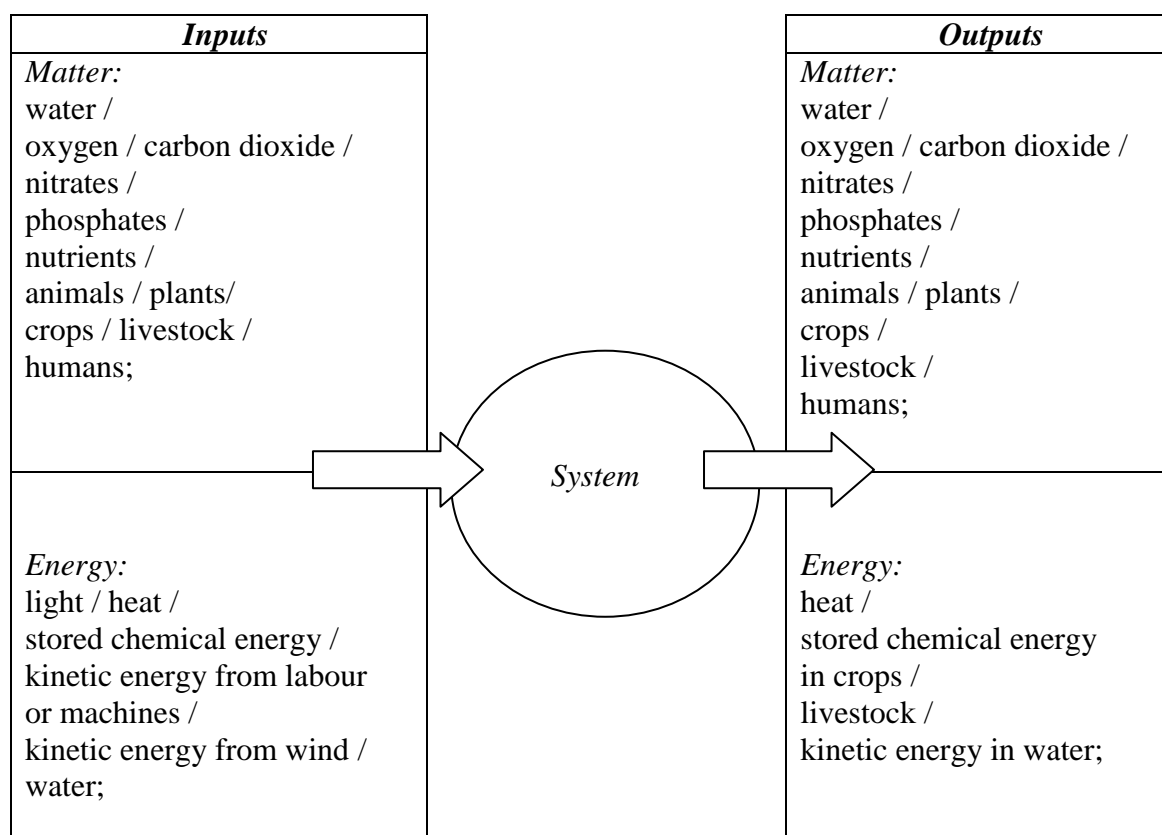 Inputs
Matter:
water /
oxygen / carbon dioxide /
nitrates /
phosphates /
nutrients /
animals / plants/
crops / livestock /
humans;
Energy:
light / heat /
stored chemical energy /
kinetic energy from labour
or machines /
kinetic energy from wind /
water;
System
Outputs
Matter:
water /
oxygen / carbon dioxide /
nitrates /
phosphates /
nutrients /
animals / plants /
crops /
livestock /
humans;
Energy:
heat /
stored chemical energy
in crops /
livestock /
kinetic energy in water;